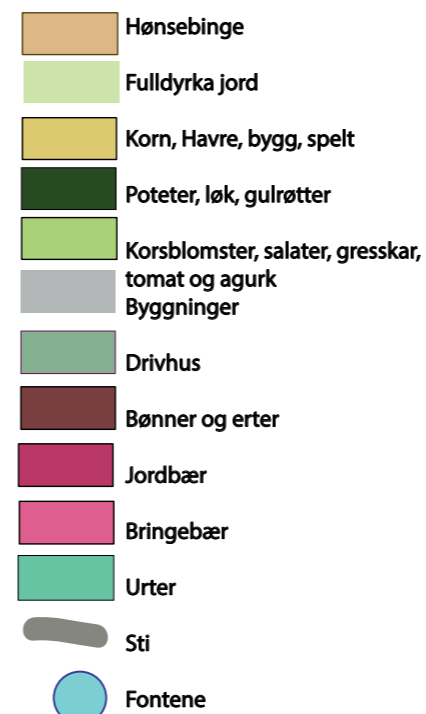 Hønsebinge
Fulldyrka jord
Korn, Havre, bygg, spelt
Poteter, løk, gulrøtter
Korsblomster, salater, gresskar,
tomat og agurk
Byggninger
Drivhus
Bønner og erter
Jordbær
Bringebær
Urter
Sti
Fontene